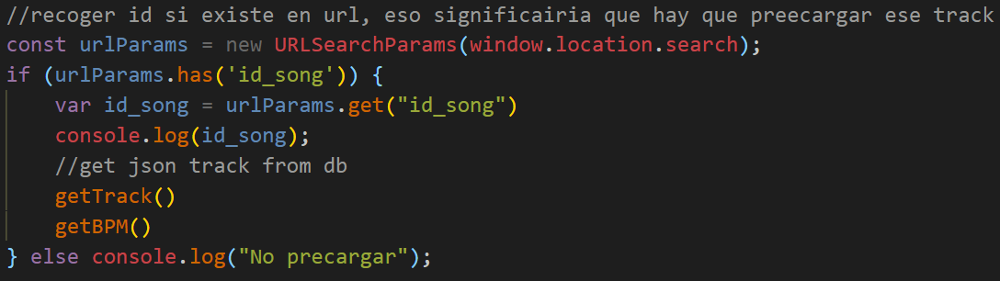 //recoger id si existe en url, eso significairia que hay que preecargar ese track
const urlParams = new URLSearchParams(window.location.search);
if (urlParams.has('id_song')) {
    var id_song = urlParams.get("id_song")
    console.log(id_song);
    //get json track from db
    getTrack()
    getBPM()
} else console.log("No precargar");